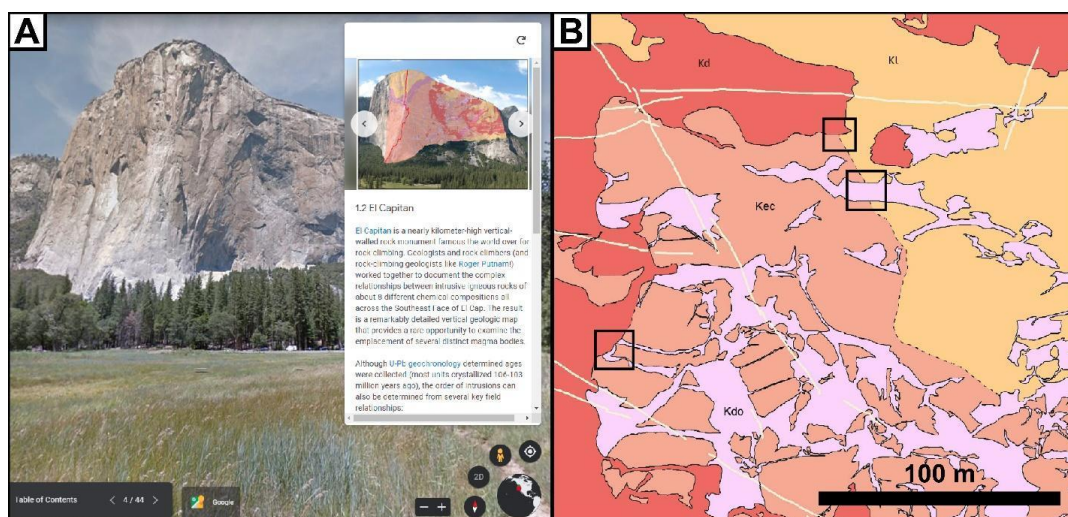 A
1.2 El Capitan
El Capitan is a nearly kilometer-high vertical-
walled rock monument famous the world over for
rock climbing. Geologists and rock climbers (and
rock-climbing geologists like Roger Putnam!)
worked together to document the complex
relationships between intrusive igneous rocks of
about 8 different chemical compositions all
across the Southeast Face of El Cap. The result
is a remarkably detailed vertical geologic map
that provides a rare opportunity to examine the
emplacement of several distinct magma bodies.
Although U-Pb geochronology determined ages
were collected (most units crystallized 106-103
million years ago), the order of intrusions can
also be determined from several key field
relationships:
Table of Contents
4 / 44
Google
2D
B
Kd
Kt
Kec
Kdo
100 m